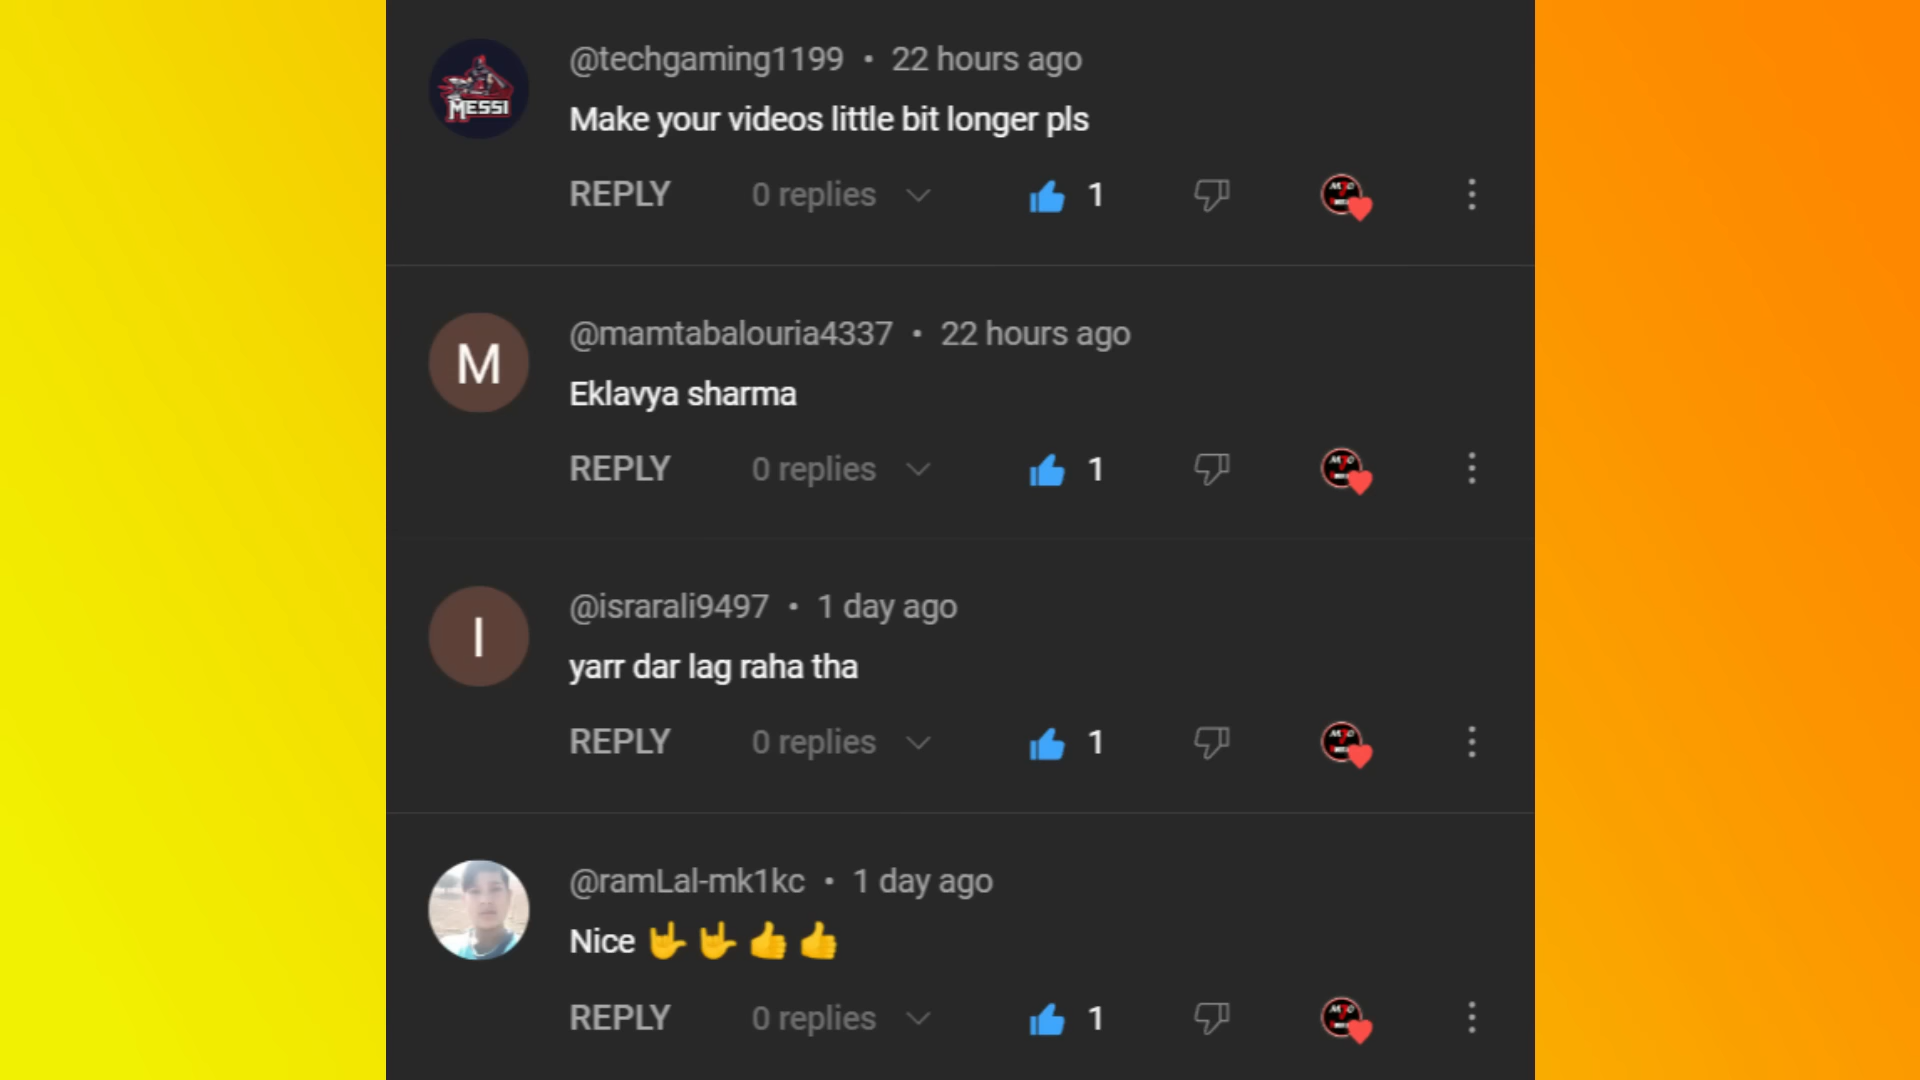 @techgaming1199 • 22 hours ago
MESSI
Make your videos little bit longer pls
REPLY 0 replies 1
@mamtabalouria4337 • 22 hours ago
M
Eklavya sharma
REPLY 0 replies 1
@israrali9497 • 1 day ago
I
yarr dar lag raha tha
REPLY 0 replies 1
@ramLal-mk1kc • 1 day ago
Nice 🤟 🤟 👍 👍
REPLY 0 replies 1